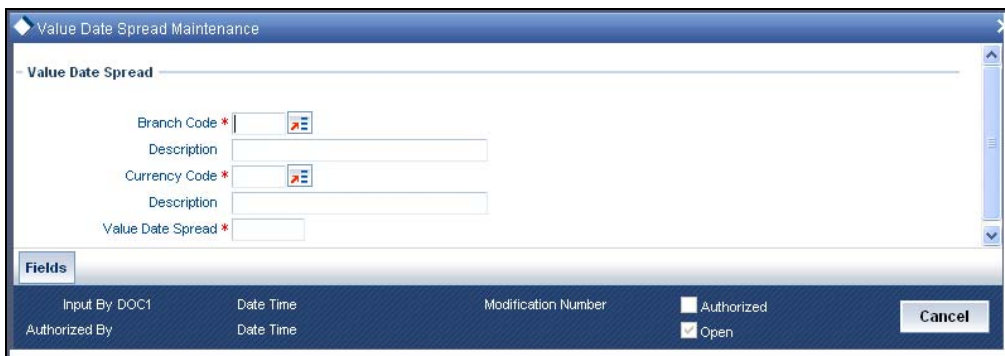 Value Date Spread Maintenance
Value Date Spread
Branch Code *
Description
Currency Code *
Description
Value Date Spread *
Fields
Input By DOC1 Date Time Modification Number Authorized
Authorized By Date Time Open
Cancel